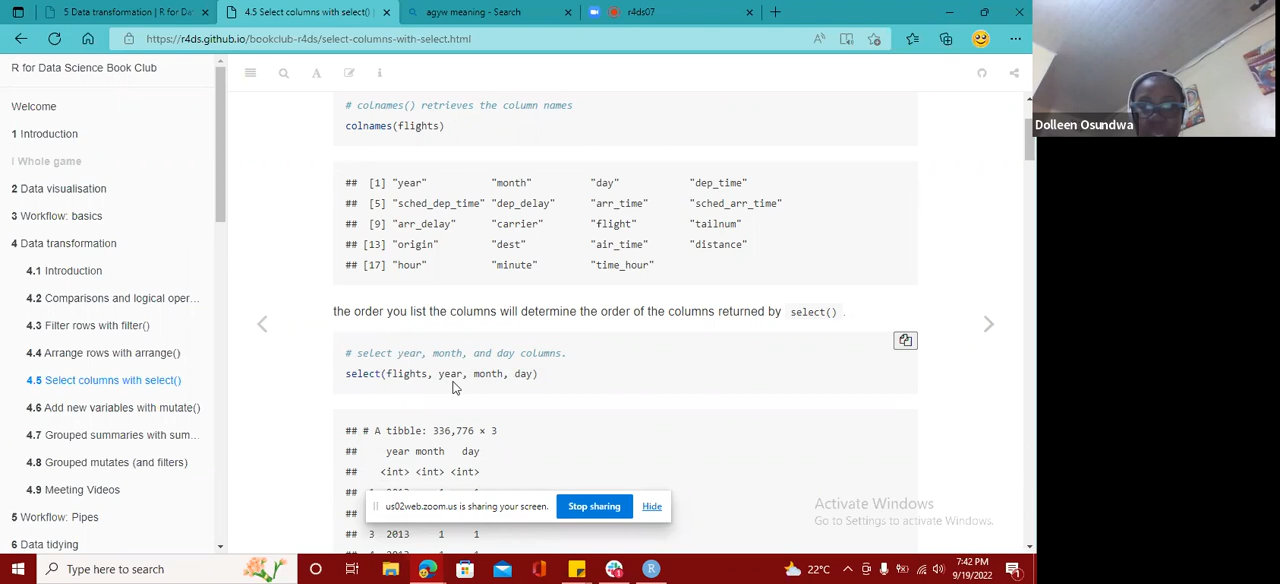 5 Data transformation | R for Dat
4.5 Select columns with select() |
agyw meaning - Search
r4ds07
https://r4ds.github.io/bookclub-r4ds/select-columns-with-select.html
R for Data Science Book Club
Welcome
1 Introduction
I Whole game
2 Data visualisation
3 Workflow: basics
4 Data transformation
4.1 Introduction
4.2 Comparisons and logical oper...
4.3 Filter rows with filter()
4.4 Arrange rows with arrange()
4.5 Select columns with select()
4.6 Add new variables with mutate()
4.7 Grouped summaries with sum...
4.8 Grouped mutates (and filters)
4.9 Meeting Videos
5 Workflow: Pipes
6 Data tidying
# colnames() retrieves the column names
colnames(flights)
## [1] "year" "month" "day" "dep_time"
## [5] "sched_dep_time" "dep_delay" "arr_time" "sched_arr_time"
## [9] "arr_delay" "carrier" "flight" "tailnum"
## [13] "origin" "dest" "air_time" "distance"
## [17] "hour" "minute" "time_hour"
the order you list the columns will determine the order of the columns returned by select() .
# select year, month, and day columns.
select(flights, year, month, day)
## # A tibble: 336,776 × 3
## year month day
## <int> <int> <int>
##
us02web.zoom.us is sharing your screen. Stop sharing Hide
##
## 3 2013 1 1
Dolleen Osundwa
Activate Windows
Go to Settings to activate Windows.
Type here to search
22°C
7:42 PM
9/19/2022